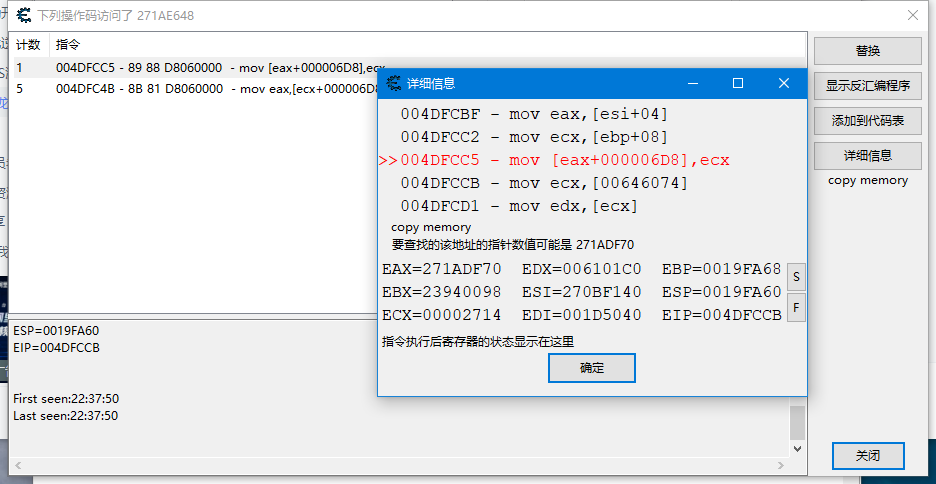 下列操作码访问了 271AE648
计数 指令
1 004DFCC5 - 89 88 D8060000 - mov [eax+000006D8],ecx
5 004DFC4B - 8B 81 D8060000 - mov eax,[ecx+000006D8
替换
显示反汇编程序
添加到代码表
详细信息
copy memory
详细信息
004DFCBF - mov eax,[esi+04]
004DFCC2 - mov ecx,[ebp+08]
>>004DFCC5 - mov [eax+000006D8],ecx
004DFCCB - mov ecx,[00646074]
004DFCD1 - mov edx,[ecx]
copy memory
要查找的该地址的指针数值可能是 271ADF70
EAX=271ADF70 EDX=006101C0 EBP=0019FA68
EBX=23940098 ESI=270BF140 ESP=0019FA60
ECX=00002714 EDI=001D5040 EIP=004DFCCB
S
F
指令执行后寄存器的状态显示在这里
确定
ESP=0019FA60
EIP=004DFCCB
First seen:22:37:50
Last seen:22:37:50
关闭